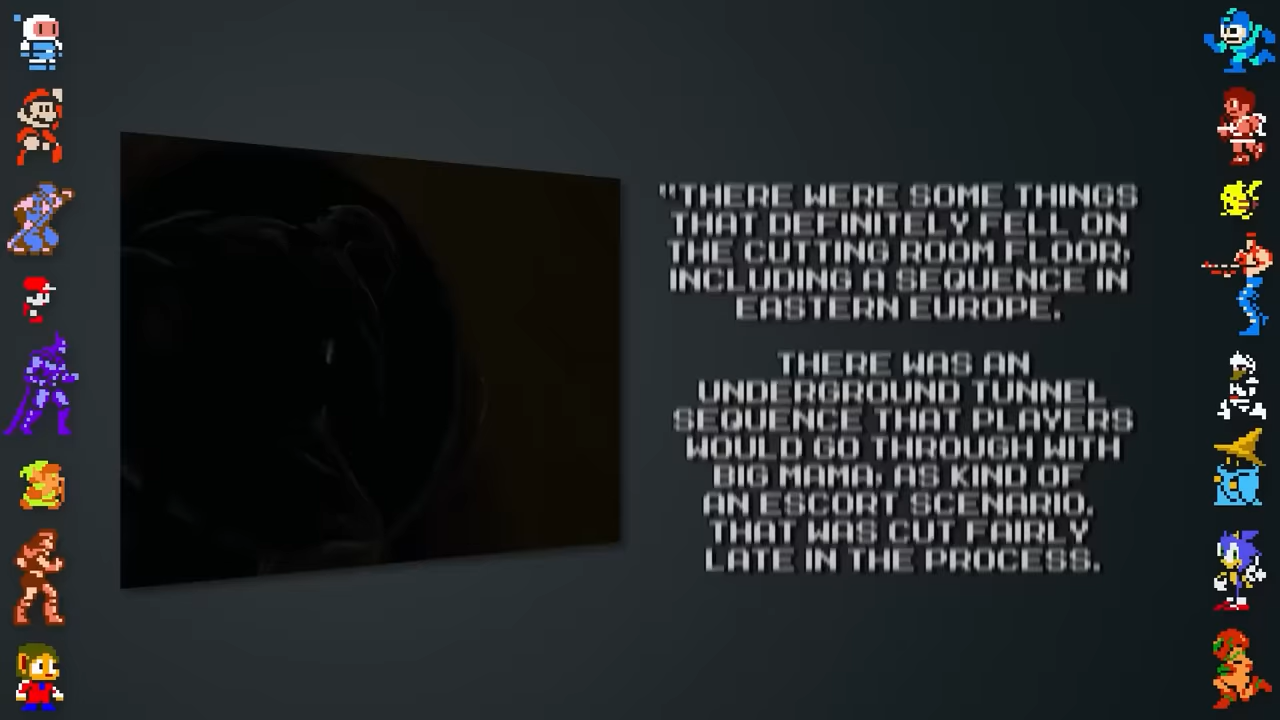 "THERE WERE SOME THINGS
THAT DEFINITELY FELL ON
THE CUTTING ROOM FLOOR,
INCLUDING A SEQUENCE IN
EASTERN EUROPE.
THERE WAS AN
UNDERGROUND TUNNEL
SEQUENCE THAT PLAYERS
WOULD GO THROUGH WITH
BIG MAMA, AS KIND OF
AN ESCORT SCENARIO.
THAT WAS CUT FAIRLY
LATE IN THE PROCESS.